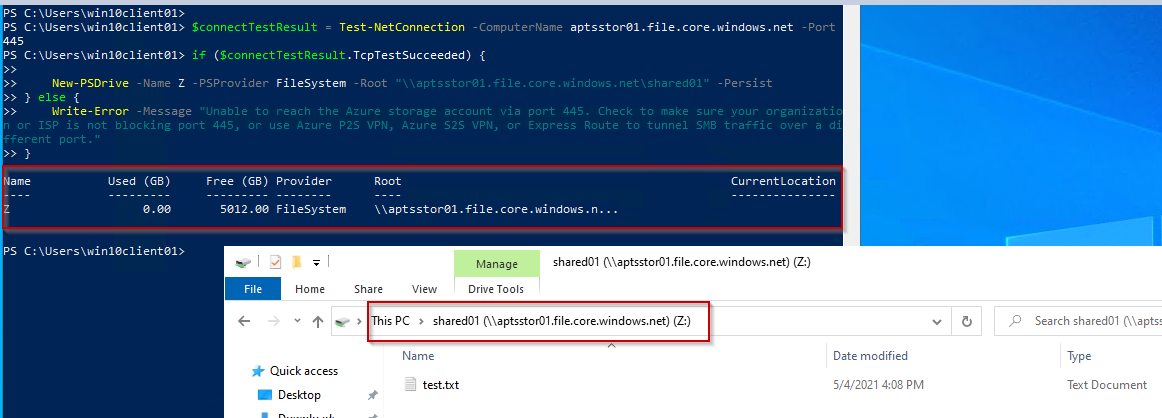 PS C:\Users\win10client01>
PS C:\Users\win10client01> $connectTestResult = Test-NetConnection -ComputerName aptsstor01.file.core.windows.net -Port
445
PS C:\Users\win10client01> if ($connectTestResult.TcpTestSucceeded) {
>>
>>     New-PSDrive -Name Z -PSProvider FileSystem -Root "\\aptsstor01.file.core.windows.net\shared01" -Persist
>> } else {
>>     Write-Error -Message "Unable to reach the Azure storage account via port 445. Check to make sure your organizatio
n or ISP is not blocking port 445, or use Azure P2S VPN, Azure S2S VPN, or Express Route to tunnel SMB traffic over a di
fferent port."
>> }
Name Used (GB) Free (GB) Provider Root CurrentLocation
---- --------- --------- -------- ---- ---------------
Z 0.00 5012.00 FileSystem \\aptsstor01.file.core.windows.n...
PS C:\Users\win10client01>
Manage shared01 (\\aptsstor01.file.core.windows.net) (Z:)
File Home Share View Drive Tools
This PC > shared01 (\\aptsstor01.file.core.windows.net) (Z:) Search shared01 (\\apts
Name Date modified Type
Quick access
test.txt 5/4/2021 4:08 PM Text Document
Desktop